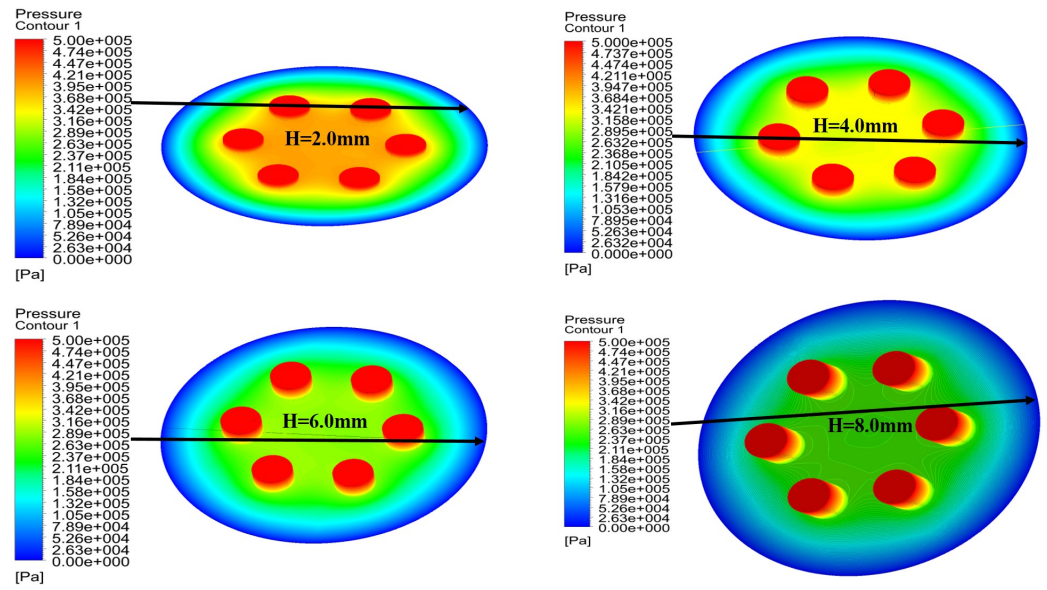 Pressure
Contour 1
5.00e+005
4.74e+005
4.47e+005
4.21e+005
3.95e+005
3.68e+005
3.42e+005
3.16e+005
2.89e+005
2.63e+005
2.37e+005
2.11e+005
1.84e+005
1.58e+005
1.32e+005
1.05e+005
7.89e+004
5.26e+004
2.63e+004
0.00e+000
[Pa]
H=2.0mm
Pressure
Contour 1
5.000e+005
4.737e+005
4.474e+005
4.211e+005
3.947e+005
3.684e+005
3.421e+005
3.158e+005
2.895e+005
2.632e+005
2.368e+005
2.105e+005
1.842e+005
1.579e+005
1.316e+005
1.053e+005
7.895e+004
5.263e+004
2.632e+004
0.000e+000
[Pa]
H=4.0mm
Pressure
Contour 1
5.00e+005
4.74e+005
4.47e+005
4.21e+005
3.95e+005
3.68e+005
3.42e+005
3.16e+005
2.89e+005
2.63e+005
2.37e+005
2.11e+005
1.84e+005
1.58e+005
1.32e+005
1.05e+005
7.89e+004
5.26e+004
2.63e+004
0.00e+000
[Pa]
H=6.0mm
Pressure
Contour 1
5.00e+005
4.74e+005
4.47e+005
4.21e+005
3.95e+005
3.68e+005
3.42e+005
3.16e+005
2.89e+005
2.63e+005
2.37e+005
2.11e+005
1.84e+005
1.58e+005
1.32e+005
1.05e+005
7.89e+004
5.26e+004
2.63e+004
0.00e+000
[Pa]
H=8.0mm